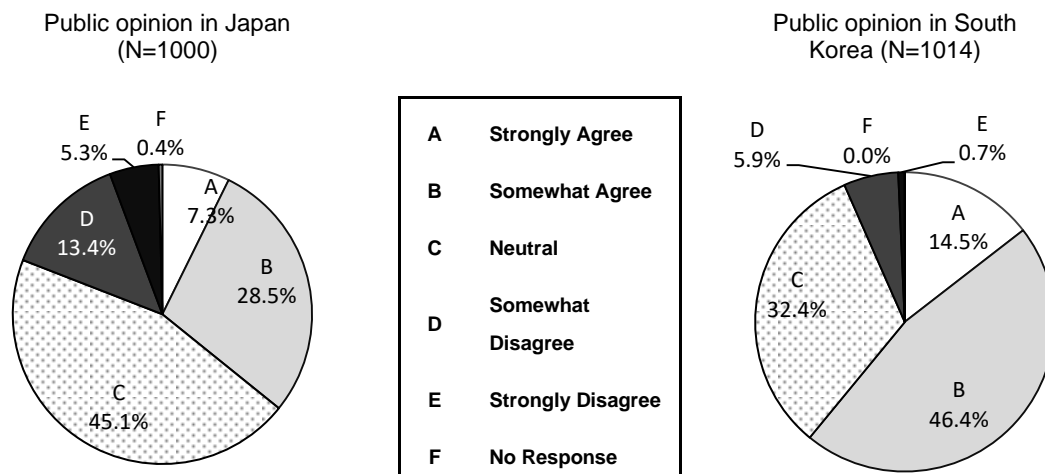 Public opinion in Japan
(N=1000)
E
5.3%
F
0.4%
A
7.3%
D
13.4%
B
28.5%
C
45.1%
A Strongly Agree
B Somewhat Agree
C Neutral
D Somewhat
Disagree
E Strongly Disagree
F No Response
Public opinion in South
Korea (N=1014)
D
5.9%
F
0.0%
E
0.7%
A
14.5%
C
32.4%
B
46.4%